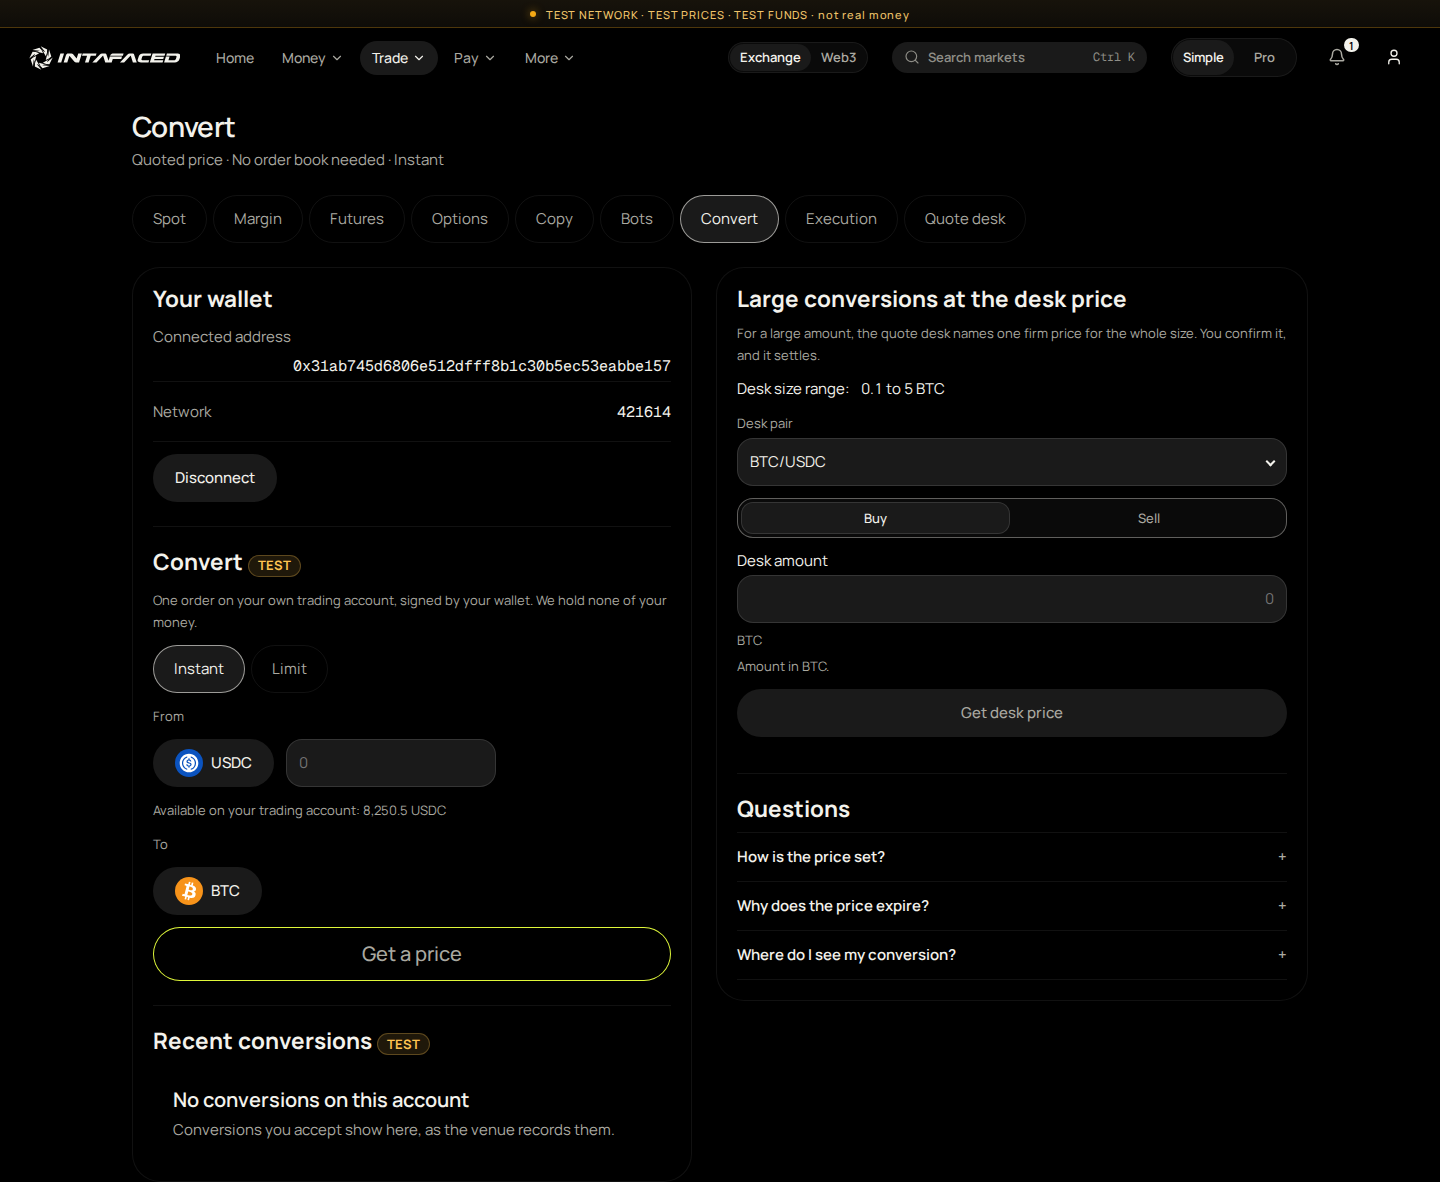 TEST NETWORK · TEST PRICES · TEST FUNDS · not real money
INTAFACED
Home
Money
Trade
Pay
More
Exchange
Web3
Search markets
Ctrl K
Simple
Pro
1
Convert
Quoted price · No order book needed · Instant
Spot
Margin
Futures
Options
Copy
Bots
Convert
Execution
Quote desk
Your wallet
Connected address
0x31ab745d6806e512dfff8b1c30b5ec53eabbe157
Network
421614
Disconnect
Convert
TEST
One order on your own trading account, signed by your wallet. We hold none of your
money.
Instant
Limit
From
USDC
0
Available on your trading account: 8,250.5 USDC
To
BTC
Get a price
Recent conversions
TEST
No conversions on this account
Conversions you accept show here, as the venue records them.
Large conversions at the desk price
For a large amount, the quote desk names one firm price for the whole size. You confirm it,
and it settles.
Desk size range: 0.1 to 5 BTC
Desk pair
BTC/USDC
Buy
Sell
Desk amount
0
BTC
Amount in BTC.
Get desk price
Questions
How is the price set?
+
Why does the price expire?
+
Where do I see my conversion?
+